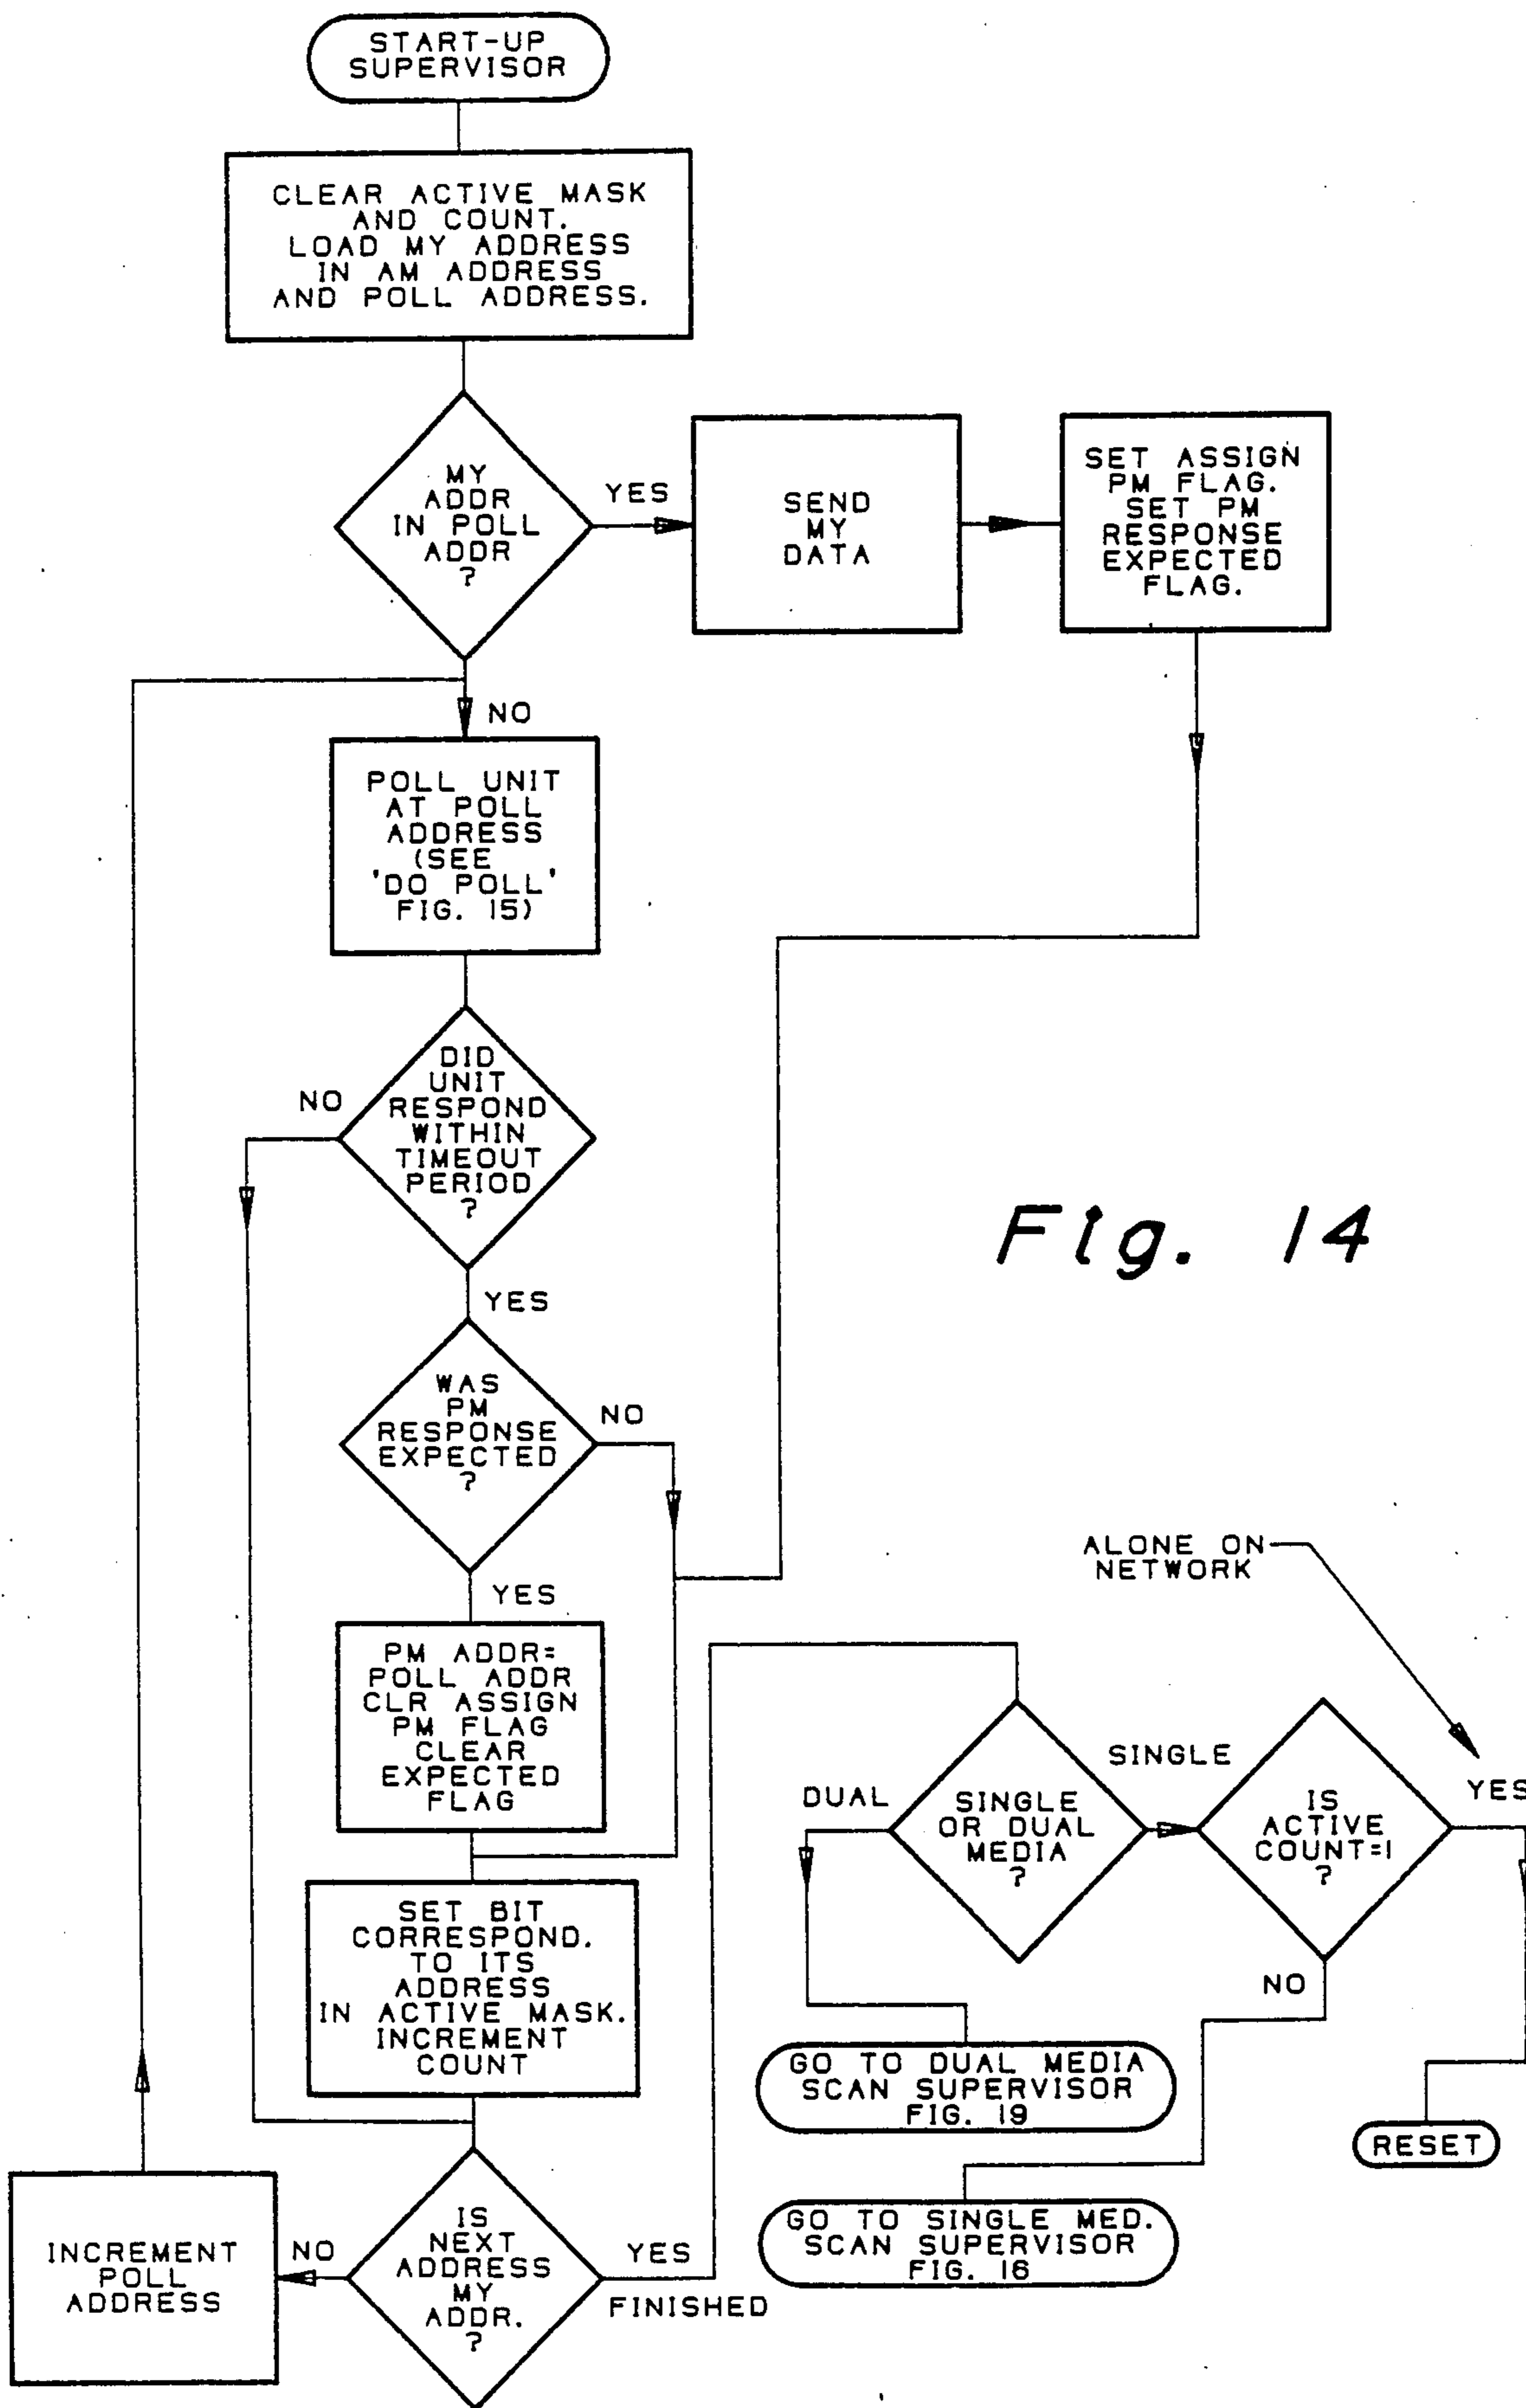 START-UP
SUPERVISOR
CLEAR ACTIVE MASK
AND COUNT.
LOAD MY ADDRESS
IN AM ADDRESS
AND POLL ADDRESS.
MY
ADDR
IN POLL
ADDR
?
YES
SEND
MY
DATA
SET ASSIGN
PM FLAG.
SET PM
RESPONSE
EXPECTED
FLAG.
NO
POLL UNIT
AT POLL
ADDRESS
(SEE
'DO POLL'
FIG. 15)
DID
UNIT
RESPOND
WITHIN
TIMEOUT
PERIOD
?
NO
YES
Fig. 14
WAS
PM
RESPONSE
EXPECTED
?
NO
YES
PM ADDR=
POLL ADDR
CLR ASSIGN
PM FLAG
CLEAR
EXPECTED
FLAG
SET BIT
CORRESPOND.
TO ITS
ADDRESS
IN ACTIVE MASK.
INCREMENT
COUNT
IS
NEXT
ADDRESS
MY
ADDR.
?
NO
INCREMENT
POLL
ADDRESS
YES
FINISHED
ALONE ON
NETWORK
SINGLE
OR DUAL
MEDIA
?
DUAL
SINGLE
IS
ACTIVE
COUNT=1
?
YES
NO
GO TO DUAL MEDIA
SCAN SUPERVISOR
FIG. 19
RESET
GO TO SINGLE MED.
SCAN SUPERVISOR
FIG. 16